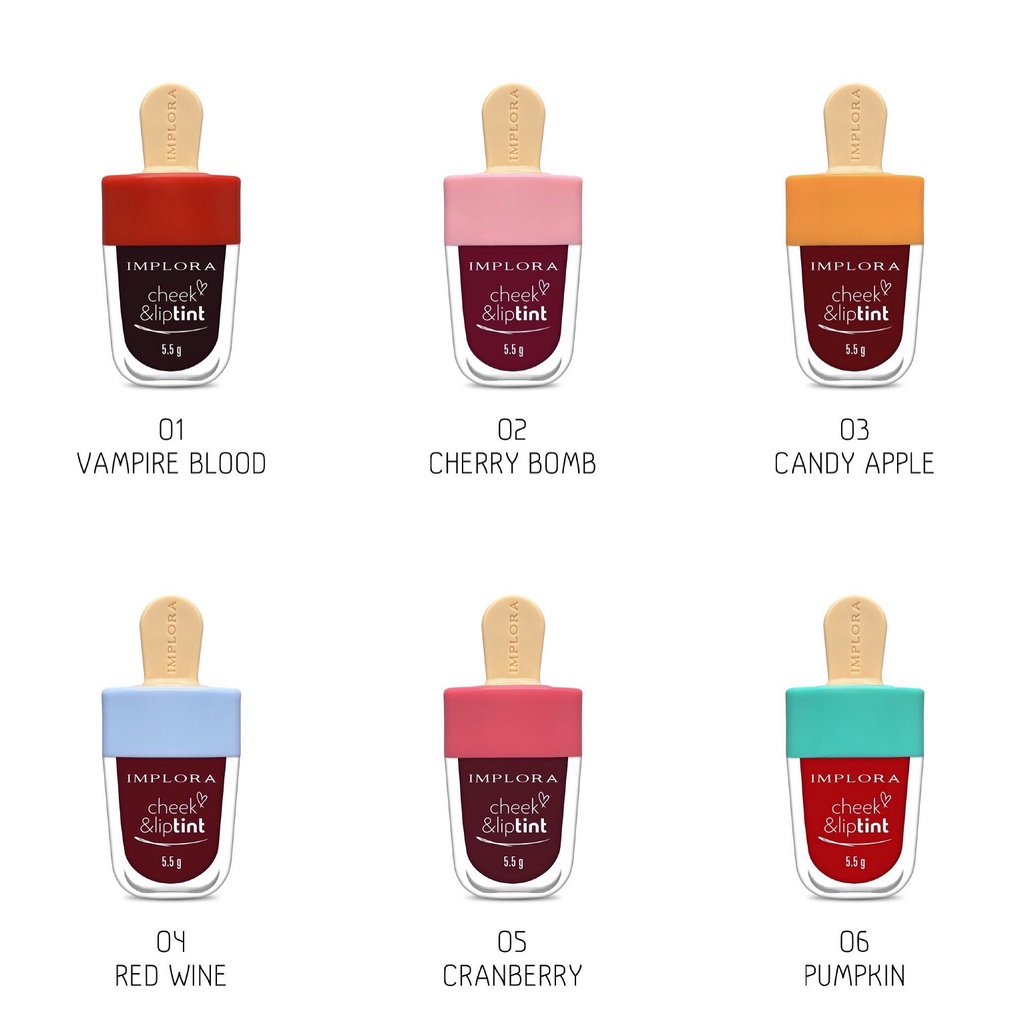 IMPLORA
IMPLORA
IMPLORA
IMPLORA
cheek
&liptint
5.5 g
IMPLORA
cheek
&liptint
5.5 g
IMPLORA
cheek
&liptint
5.5 g
01
VAMPIRE BLOOD
02
CHERRY BOMB
03
CANDY APPLE
IMPLORA
IMPLORA
IMPLORA
IMPLORA
cheek
&liptint
5.5 g
IMPLORA
cheek
&liptint
5.5 g
IMPLORA
cheek
&liptint
5.5 g
04
RED WINE
05
CRANBERRY
06
PUMPKIN